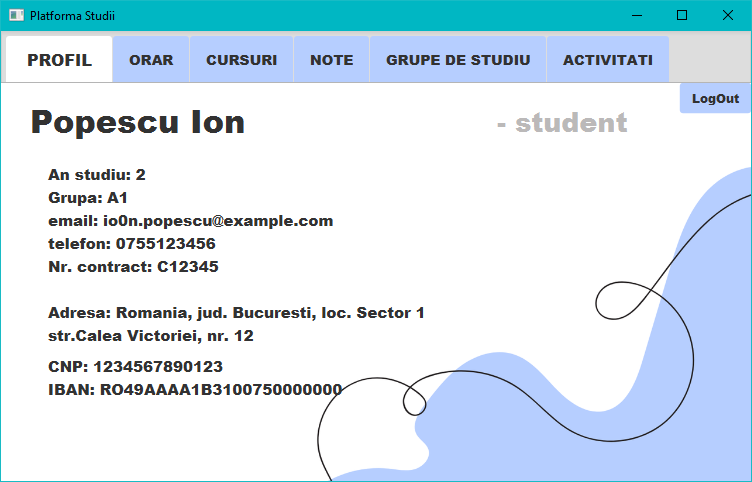 Platforma Studii
PROFIL ORAR CURSURI NOTE GRUPE DE STUDIU ACTIVITATI
LogOut
Popescu Ion - student
An studiu: 2
Grupa: A1
email: io0n.popescu@example.com
telefon: 0755123456
Nr. contract: C12345
Adresa: Romania, jud. Bucuresti, loc. Sector 1
str.Calea Victoriei, nr. 12
CNP: 1234567890123
IBAN: RO49AAAA1B3100750000000